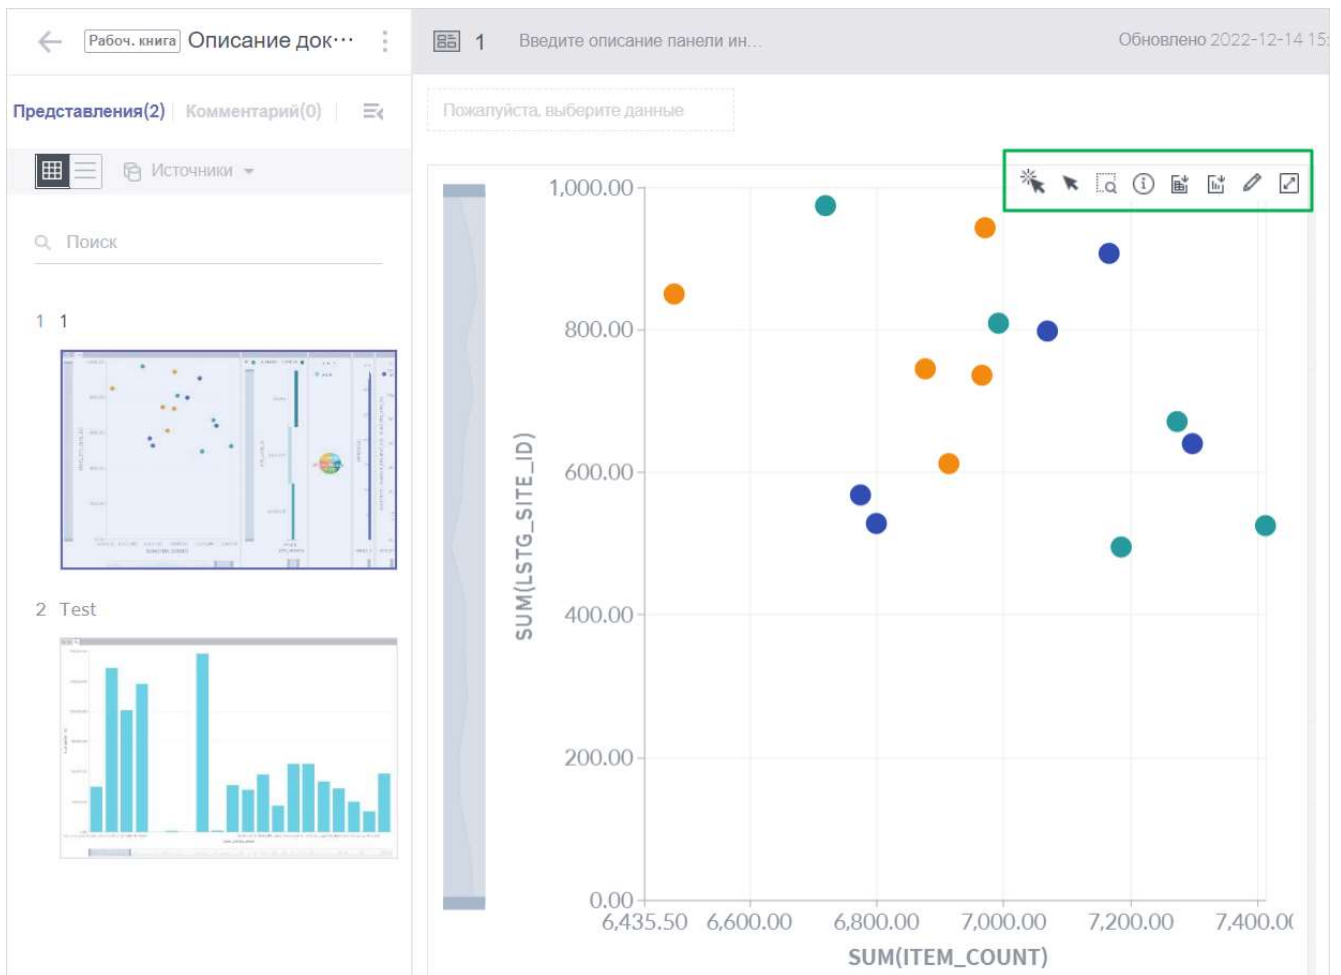 Рабоч. книга Описание док···
Представления(2) Комментарий(0)
Источники
Поиск
1 1
2 Test
1 Введите описание панели ин...
Обновлено 2022-12-14 15:
Пожалуйста, выберите данные
1,000.00
800.00
600.00
400.00
200.00
0.00
SUM(LSTG_SITE_ID)
6,435.50 6,600.00 6,800.00 7,000.00 7,200.00 7,400.0
SUM(ITEM_COUNT)